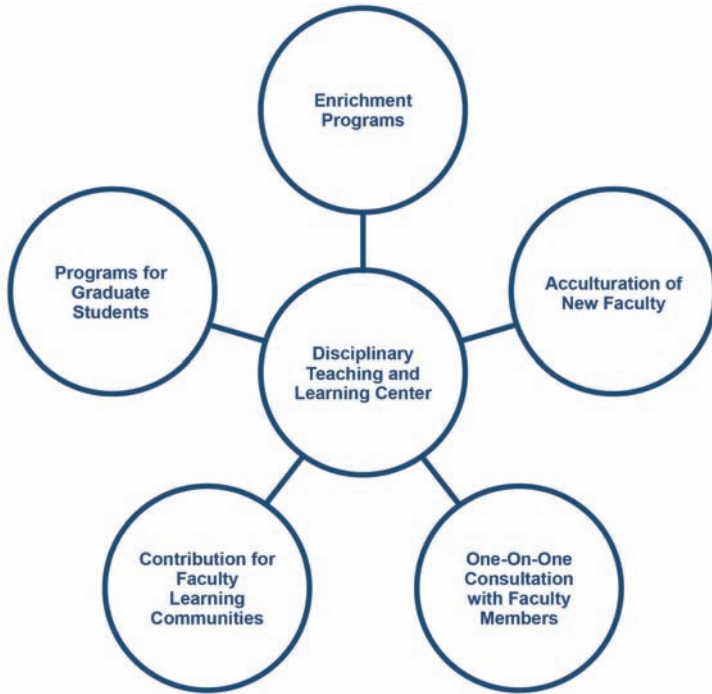 Enrichment
Programs
Programs for
Graduate
Students
Acculturation of
New Faculty
Disciplinary
Teaching and
Learning Center
Contribution for
Faculty
Learning
Communities
One-On-One
Consultation
with Faculty
Members